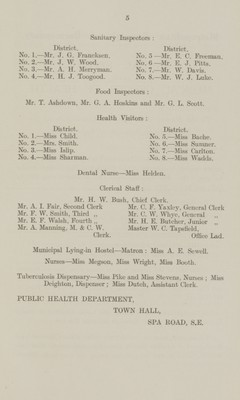 5
Sanitary Inspectors :
District. District.
No. 1.—Mr. J. G. Francksen. No. 5—Mr. E. C. Freeman.
No. 2.—Mr. J. W. Wood. No. 6—Mr. E. J. Pitts.
No. 3.—Mr. A. H. Merryman. No. 7.—Mr. W. Davis.
No. 4.—Mr. H. J. Toogood. No. 8.—Mr. W. J. Luke.
Food Inspectors :
Mr. T. Ashdown, Mr. G. A. Hoskins and Mr. G. L. Scott.
Health Visitors :
District. District.
No. 1.—Miss Child. No. 5.—Miss Bache.
No. 2.—Mrs. Smith. No. 6.—Miss Sumner.
No. 3.—Miss Islip. No. 7.—Miss Carlton.
No. 4.—Miss Sharman. No. 8.—Miss Wadds.
Dental Nurse—Miss Helden.
Clerical Staff :
Mr. H. W. Bush, Chief Clerk.
Mr. A. I. Fair, Second Clerk Mr. C. F. Yaxley, General Clerk
Mr. F. W. Smith, Third ,, Mr. C. W. Whye, General ,,
Mr. E. F. Walsh, Fourth ,, Mr. H. E. Butcher, Junior ,,
Mr. A. Manning, M. & C. W. Master W. C. Tapsfield,
Clerk. Office Lad.
Municipal Lying-in Hostel—Matron : Miss A. E. Sewell.
Nurses—Miss Megson, Miss Wright, Miss Booth.
Tuberculosis Dispensary—Miss Pike and Miss Stevens, Nurses ; Miss
Deighton, Dispenser ; Miss Dutch, Assistant Clerk.
PUBLIC HEALTH DEPARTMENT,
TOWN HALL,
SPA ROAD, S.E.